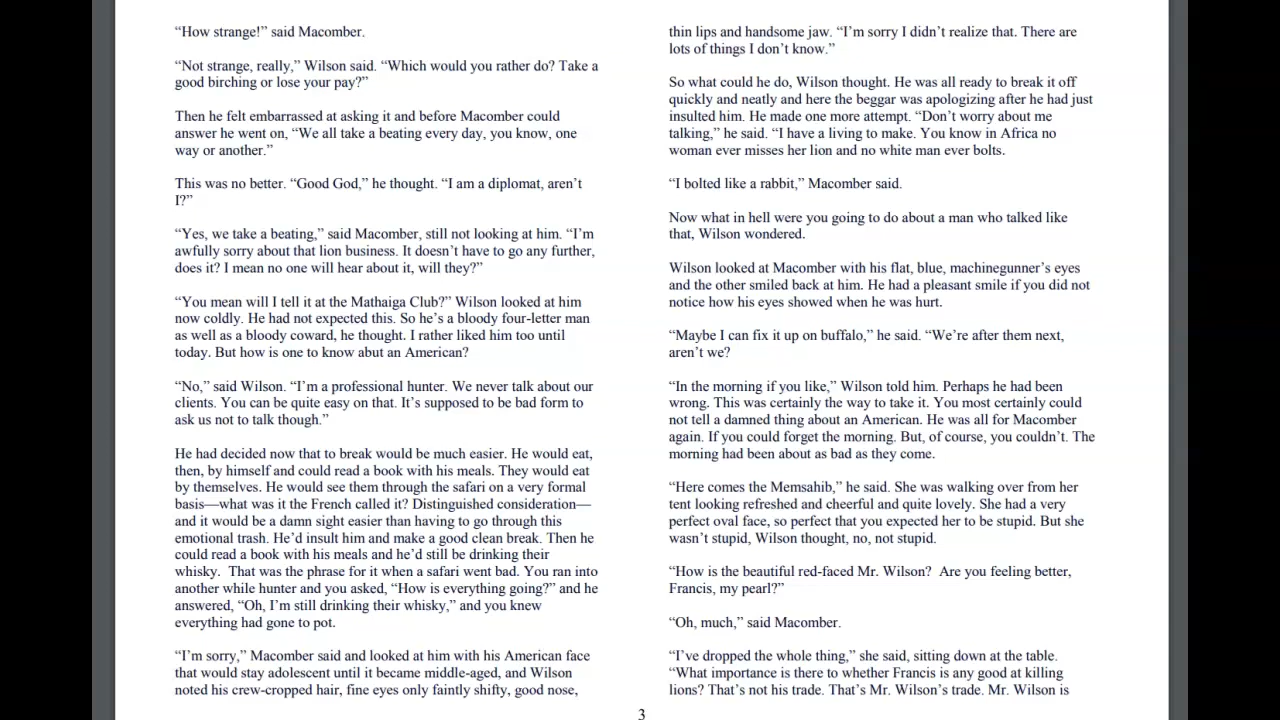 “How strange!” said Macomber.
“Not strange, really,” Wilson said. “Which would you rather do? Take a
good birching or lose your pay?”
Then he felt embarrassed at asking it and before Macomber could
answer he went on, “We all take a beating every day, you know, one
way or another.”
This was no better. “Good God,” he thought. “I am a diplomat, aren’t
I?”
“Yes, we take a beating,” said Macomber, still not looking at him. “I’m
awfully sorry about that lion business. It doesn’t have to go any further,
does it? I mean no one will hear about it, will they?”
“You mean will I tell it at the Mathaiga Club?” Wilson looked at him
now coldly. He had not expected this. So he’s a bloody four-letter man
as well as a bloody coward, he thought. I rather liked him too until
today. But how is one to know abut an American?
“No,” said Wilson. “I’m a professional hunter. We never talk about our
clients. You can be quite easy on that. It’s supposed to be bad form to
ask us not to talk though.”
He had decided now that to break would be much easier. He would eat,
then, by himself and could read a book with his meals. They would eat
by themselves. He would see them through the safari on a very formal
basis—what was it the French called it? Distinguished consideration—
and it would be a damn sight easier than having to go through this
emotional trash. He’d insult him and make a good clean break. Then he
could read a book with his meals and he’d still be drinking their
whisky.  That was the phrase for it when a safari went bad. You ran into
another while hunter and you asked, “How is everything going?” and he
answered, “Oh, I’m still drinking their whisky,” and you knew
everything had gone to pot.
“I’m sorry,” Macomber said and looked at him with his American face
that would stay adolescent until it became middle-aged, and Wilson
noted his crew-cropped hair, fine eyes only faintly shifty, good nose,
thin lips and handsome jaw. “I’m sorry I didn’t realize that. There are
lots of things I don’t know.”
So what could he do, Wilson thought. He was all ready to break it off
quickly and neatly and here the beggar was apologizing after he had just
insulted him. He made one more attempt. “Don’t worry about me
talking,” he said. “I have a living to make. You know in Africa no
woman ever misses her lion and no white man ever bolts.
“I bolted like a rabbit,” Macomber said.
Now what in hell were you going to do about a man who talked like
that, Wilson wondered.
Wilson looked at Macomber with his flat, blue, machinegunner’s eyes
and the other smiled back at him. He had a pleasant smile if you did not
notice how his eyes showed when he was hurt.
“Maybe I can fix it up on buffalo,” he said. “We’re after them next,
aren’t we?
“In the morning if you like,” Wilson told him. Perhaps he had been
wrong. This was certainly the way to take it. You most certainly could
not tell a damned thing about an American. He was all for Macomber
again. If you could forget the morning. But, of course, you couldn’t. The
morning had been about as bad as they come.
“Here comes the Memsahib,” he said. She was walking over from her
tent looking refreshed and cheerful and quite lovely. She had a very
perfect oval face, so perfect that you expected her to be stupid. But she
wasn’t stupid, Wilson thought, no, not stupid.
“How is the beautiful red-faced Mr. Wilson?  Are you feeling better,
Francis, my pearl?”
“Oh, much,” said Macomber.
“I’ve dropped the whole thing,” she said, sitting down at the table.
“What importance is there to whether Francis is any good at killing
lions? That’s not his trade. That’s Mr. Wilson’s trade. Mr. Wilson is
3